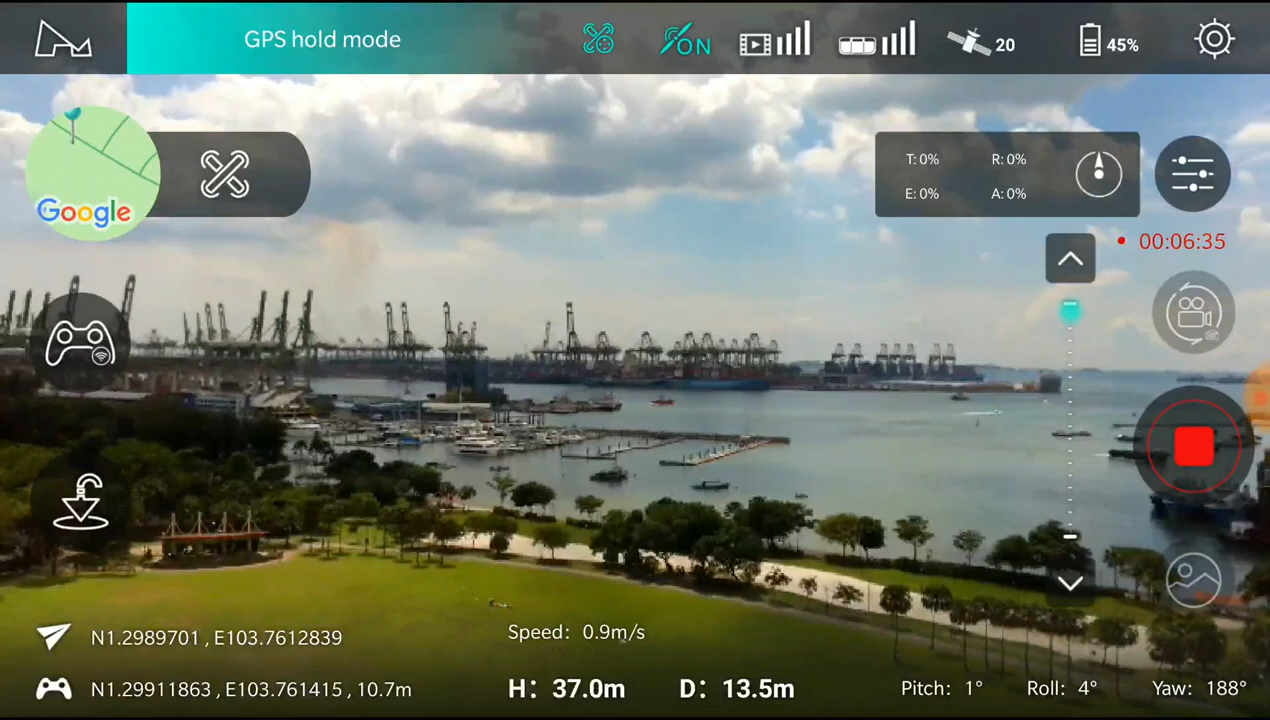 GPS hold mode
ON
20
45%
Google
T: 0% R: 0%
E: 0% A: 0%
00:06:35
N1.2989701 , E103.7612839
Speed: 0.9m/s
N1.29911863 , E103.761415 , 10.7m
H: 37.0m D: 13.5m
Pitch: 1° Roll: 4° Yaw: 188°